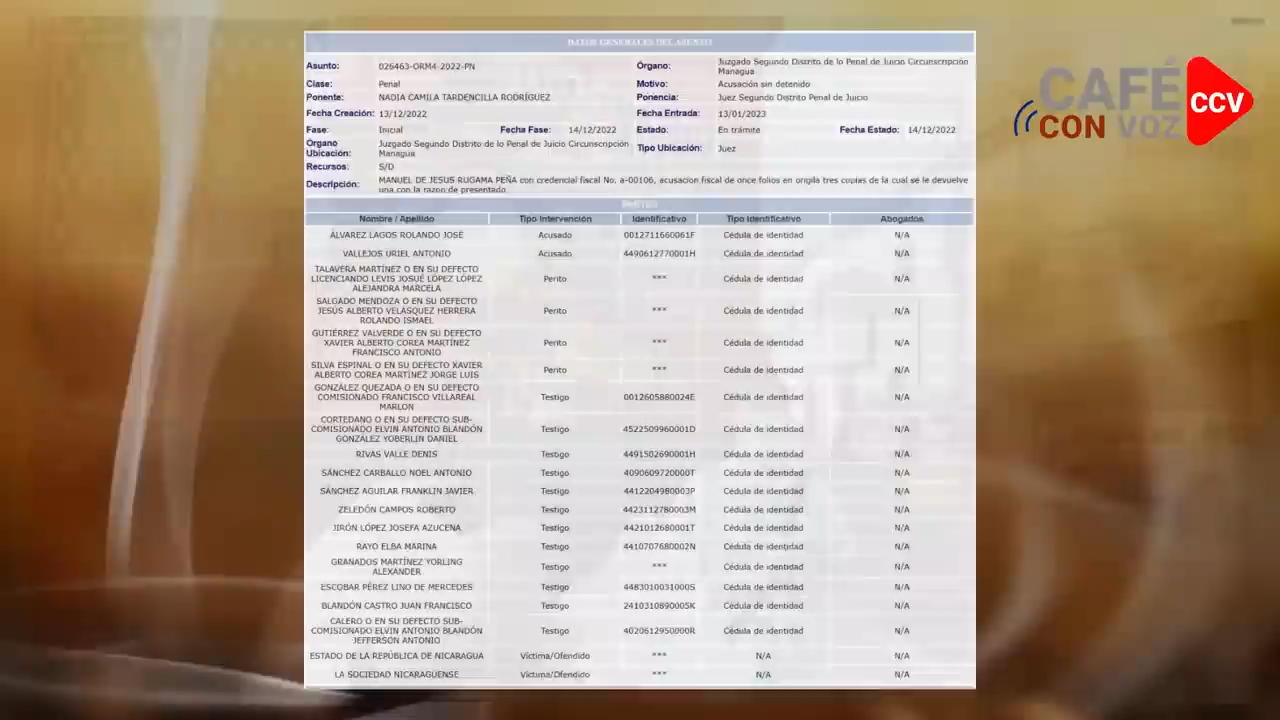 DATOS GENERALES DEL ASUNTO
Asunto: 026463-ORM4-2022-PN
Órgano: Juzgado Segundo Distrito de lo Penal de Juicio Circunscripción
Managua
Clase: Penal
Motivo: Acusación sin detenido
Ponente: NADIA CAMILA TARDENCILLA RODRÍGUEZ
Ponencia: Juez Segundo Distrito Penal de Juicio
Fecha Creación: 13/12/2022
Fecha Entrada: 13/01/2023
Fase: Inicial Fecha Fase: 14/12/2022 Estado: En trámite Fecha Estado: 14/12/2022
Órgano Ubicación: Juzgado Segundo Distrito de lo Penal de Juicio Circunscripción
Managua
Tipo Ubicación: Juez
Recursos: S/D
Descripción: MANUEL DE JESUS RUGAMA PEÑA con credencial fiscal No. a-00106, acusacion fiscal de once folios en origila tres copias de la cual se le devuelve
una con la razon de presentado.
PARTES
Nombre / Apellido Tipo Intervención Identificativo Tipo Identificativo Abogados
ÁLVAREZ LAGOS ROLANDO JOSÉ Acusado 0012711660061F Cédula de identidad N/A
VALLEJOS URIEL ANTONIO Acusado 4490612770001H Cédula de identidad N/A
TALAVERA MARTÍNEZ O EN SU DEFECTO
LICENCIANDO LEVIS JOSUÉ LÓPEZ LÓPEZ
ALEJANDRA MARCELA Perito *** Cédula de identidad N/A
SALGADO MENDOZA O EN SU DEFECTO
JESÚS ALBERTO VELÁSQUEZ HERRERA
ROLANDO ISMAEL Perito *** Cédula de identidad N/A
GUTIÉRREZ VALVERDE O EN SU DEFECTO
XAVIER ALBERTO COREA MARTÍNEZ
FRANCISCO ANTONIO Perito *** Cédula de identidad N/A
SILVA ESPINAL O EN SU DEFECTO XAVIER
ALBERTO COREA MARTÍNEZ JORGE LUIS Perito *** Cédula de identidad N/A
GONZÁLEZ QUEZADA O EN SU DEFECTO
COMISIONADO FRANCISCO VILLAREAL
MARLON Testigo 0012605880024E Cédula de identidad N/A
CORTEDANO O EN SU DEFECTO SUB-
COMISIONADO ELVIN ANTONIO BLANDÓN
GONZÁLEZ YOBERLIN DANIEL Testigo 4522509960001D Cédula de identidad N/A
RIVAS VALLE DENIS Testigo 4491502690001H Cédula de identidad N/A
SÁNCHEZ CARBALLO NOEL ANTONIO Testigo 4090609720000T Cédula de identidad N/A
SÁNCHEZ AGUILAR FRANKLIN JAVIER Testigo 4412204980003P Cédula de identidad N/A
ZELEDÓN CAMPOS ROBERTO Testigo 4423112780003M Cédula de identidad N/A
JIRÓN LÓPEZ JOSEFA AZUCENA Testigo 4421012680001T Cédula de identidad N/A
RAYO ELBA MARINA Testigo 4410707680002N Cédula de identidad N/A
GRANADOS MARTÍNEZ YORLING
ALEXANDER Testigo *** Cédula de identidad N/A
ESCOBAR PÉREZ LINO DE MERCEDES Testigo 4483010031000S Cédula de identidad N/A
BLANDÓN CASTRO JUAN FRANCISCO Testigo 2410310890005K Cédula de identidad N/A
CALERO O EN SU DEFECTO SUB-
COMISIONADO ELVIN ANTONIO BLANDÓN
JEFFERSON ANTONIO Testigo 4020612950000R Cédula de identidad N/A
ESTADO DE LA REPÚBLICA DE NICARAGUA Víctima/Ofendido *** N/A N/A
LA SOCIEDAD NICARAGUENSE Víctima/Ofendido *** N/A N/A
CAFÉ
CON VOZ
CCV